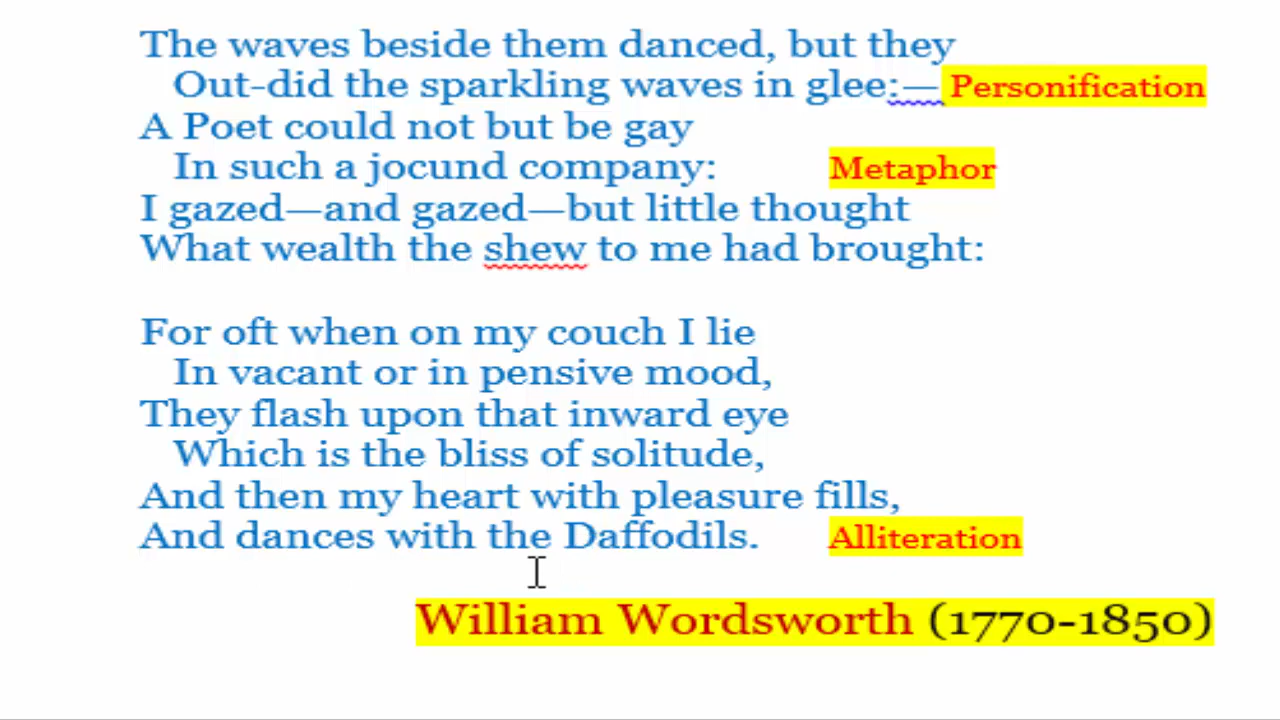 The waves beside them danced, but they
Out-did the sparkling waves in glee:— Personification
A Poet could not but be gay
In such a jocund company: Metaphor
I gazed—and gazed—but little thought
What wealth the shew to me had brought:
For oft when on my couch I lie
In vacant or in pensive mood,
They flash upon that inward eye
Which is the bliss of solitude,
And then my heart with pleasure fills,
And dances with the Daffodils. Alliteration
William Wordsworth (1770-1850)